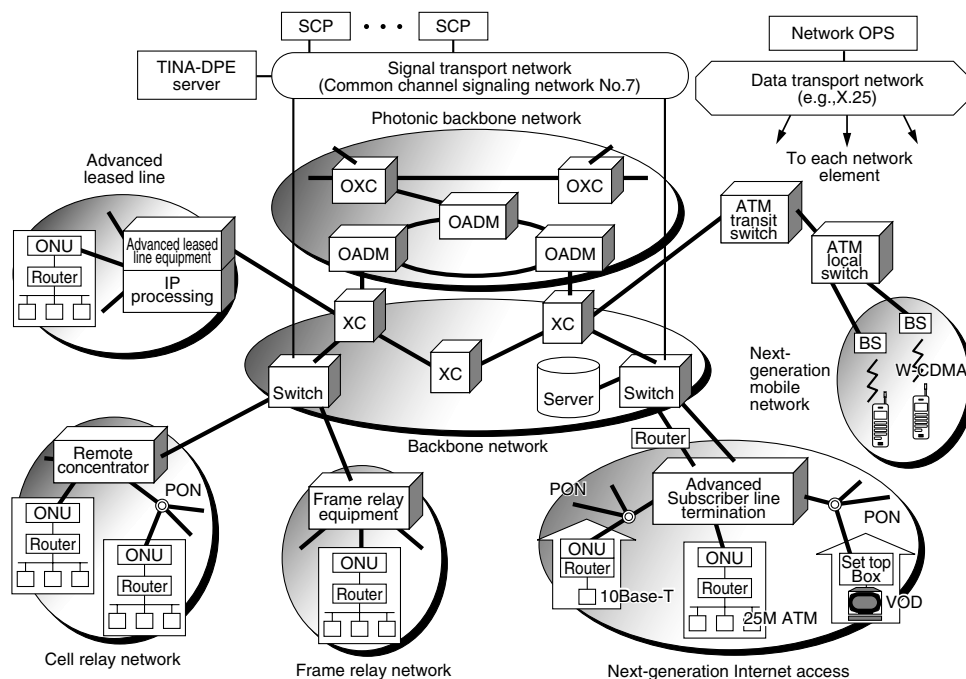 SCP
• • •
SCP
Network OPS
TINA-DPE
server
Signal transport network
(Common channel signaling network No.7)
Data transport network
(e.g.,X.25)
Photonic backbone network
To each network
element
Advanced
leased line
OXC
OXC
OADM
OADM
OADM
ATM
transit
switch
ATM
local
switch
ONU
Router
Advanced leased
line equipment
IP
processing
XC
XC
XC
BS
BS
W-CDMA
Next-
generation
mobile
network
Switch
Server
Switch
Backbone network
Router
Remote
concentrator
PON
ONU
Router
ONU
Router
Cell relay network
Frame relay
equipment
ONU
Router
Frame relay network
Advanced
Subscriber line
termination
PON
PON
ONU
Router
10Base-T
ONU
Router
25M ATM
Set top
Box
VOD
Next-generation Internet access